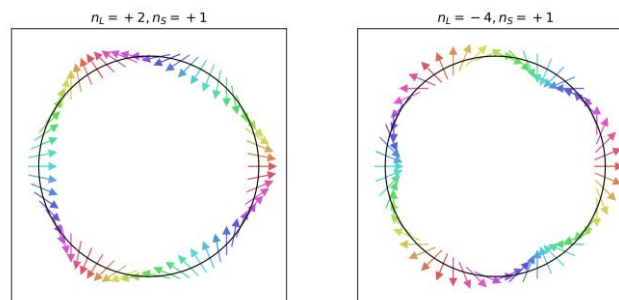 n_L = +2, n_S = +1
n_L = −4, n_S = +1